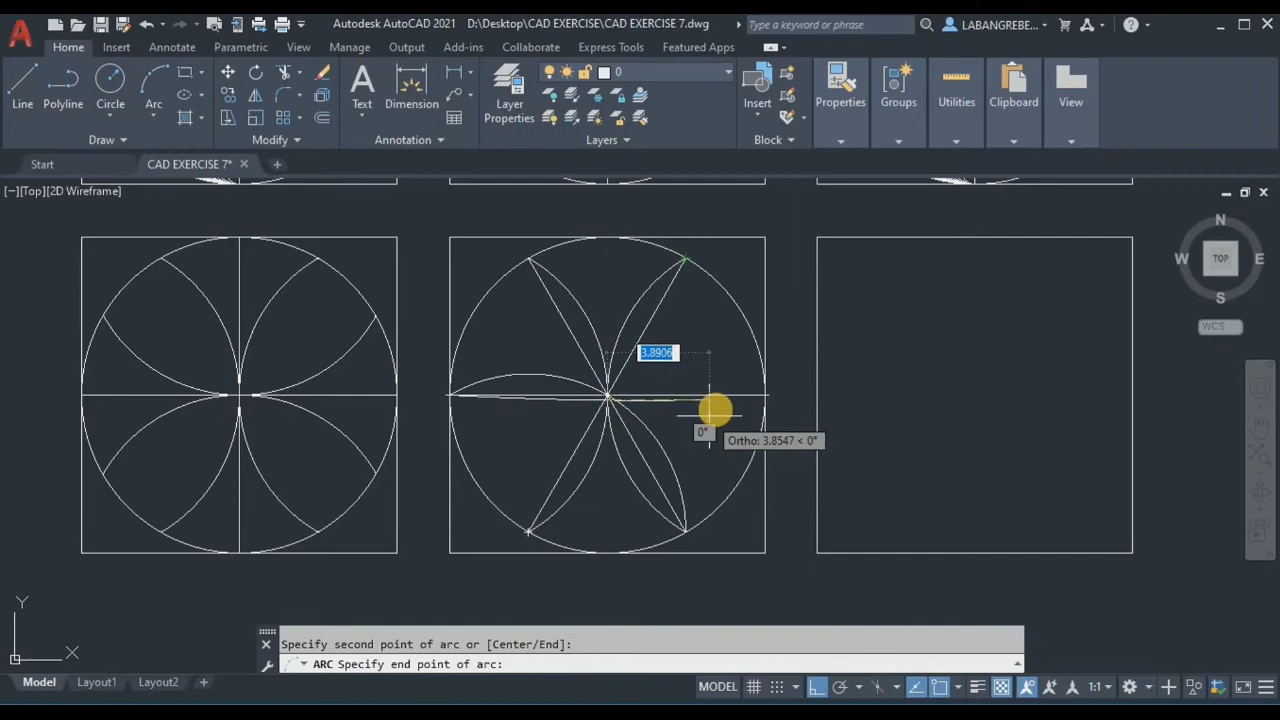 Autodesk AutoCAD 2021 D:\Desktop\CAD EXERCISE\CAD EXERCISE 7.dwg Type a keyword or phrase LABANGREBE...
Home Insert Annotate Parametric View Manage Output Add-ins Collaborate Express Tools Featured Apps
Line Polyline Circle Arc Text Dimension Layer Properties 0 Insert Properties Groups Utilities Clipboard View
Draw Modify Annotation Layers Block
Start CAD EXERCISE 7*
[−][Top][2D Wireframe]
N
W TOP E
S
WCS
3.8906
0°
Ortho: 3.8547 < 0°
Y
X
Specify second point of arc or [Center/End]:
ARC Specify end point of arc:
Model Layout1 Layout2 MODEL 1:1